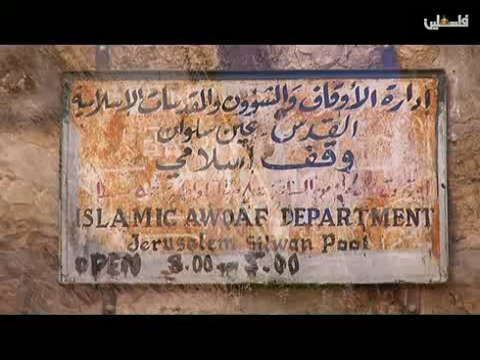 فلسطين
إدارة الأوقاف والشؤون والمقدسات الإسلامية
القدس عين سلوان
وقف إسلامي
ISLAMIC AWQAF DEPARTMENT
Jerusalem Silwan Pool
OPEN 8.00 5.00